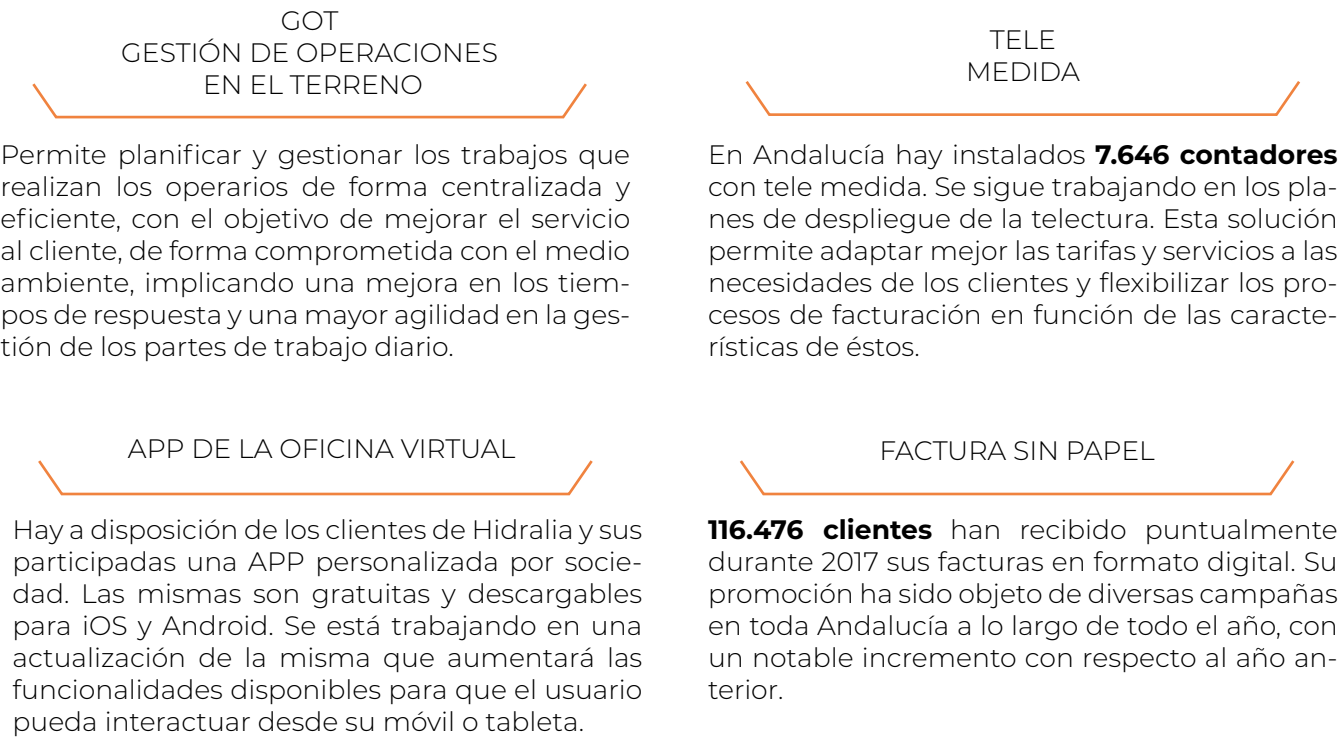 GOT
GESTIÓN DE OPERACIONES
EN EL TERRENO
Permite planificar y gestionar los trabajos que
realizan los operarios de forma centralizada y
eficiente, con el objetivo de mejorar el servicio
al cliente, de forma comprometida con el medio
ambiente, implicando una mejora en los tiem-
pos de respuesta y una mayor agilidad en la ges-
tión de los partes de trabajo diario.
TELE
MEDIDA
En Andalucía hay instalados 7.646 contadores
con tele medida. Se sigue trabajando en los pla-
nes de despliegue de la telectura. Esta solución
permite adaptar mejor las tarifas y servicios a las
necesidades de los clientes y flexibilizar los pro-
cesos de facturación en función de las caracte-
rísticas de éstos.
APP DE LA OFICINA VIRTUAL
Hay a disposición de los clientes de Hidralia y sus
participadas una APP personalizada por socie-
dad. Las mismas son gratuitas y descargables
para iOS y Android. Se está trabajando en una
actualización de la misma que aumentará las
funcionalidades disponibles para que el usuario
pueda interactuar desde su móvil o tableta.
FACTURA SIN PAPEL
116.476 clientes han recibido puntualmente
durante 2017 sus facturas en formato digital. Su
promoción ha sido objeto de diversas campañas
en toda Andalucía a lo largo de todo el año, con
un notable incremento con respecto al año an-
terior.